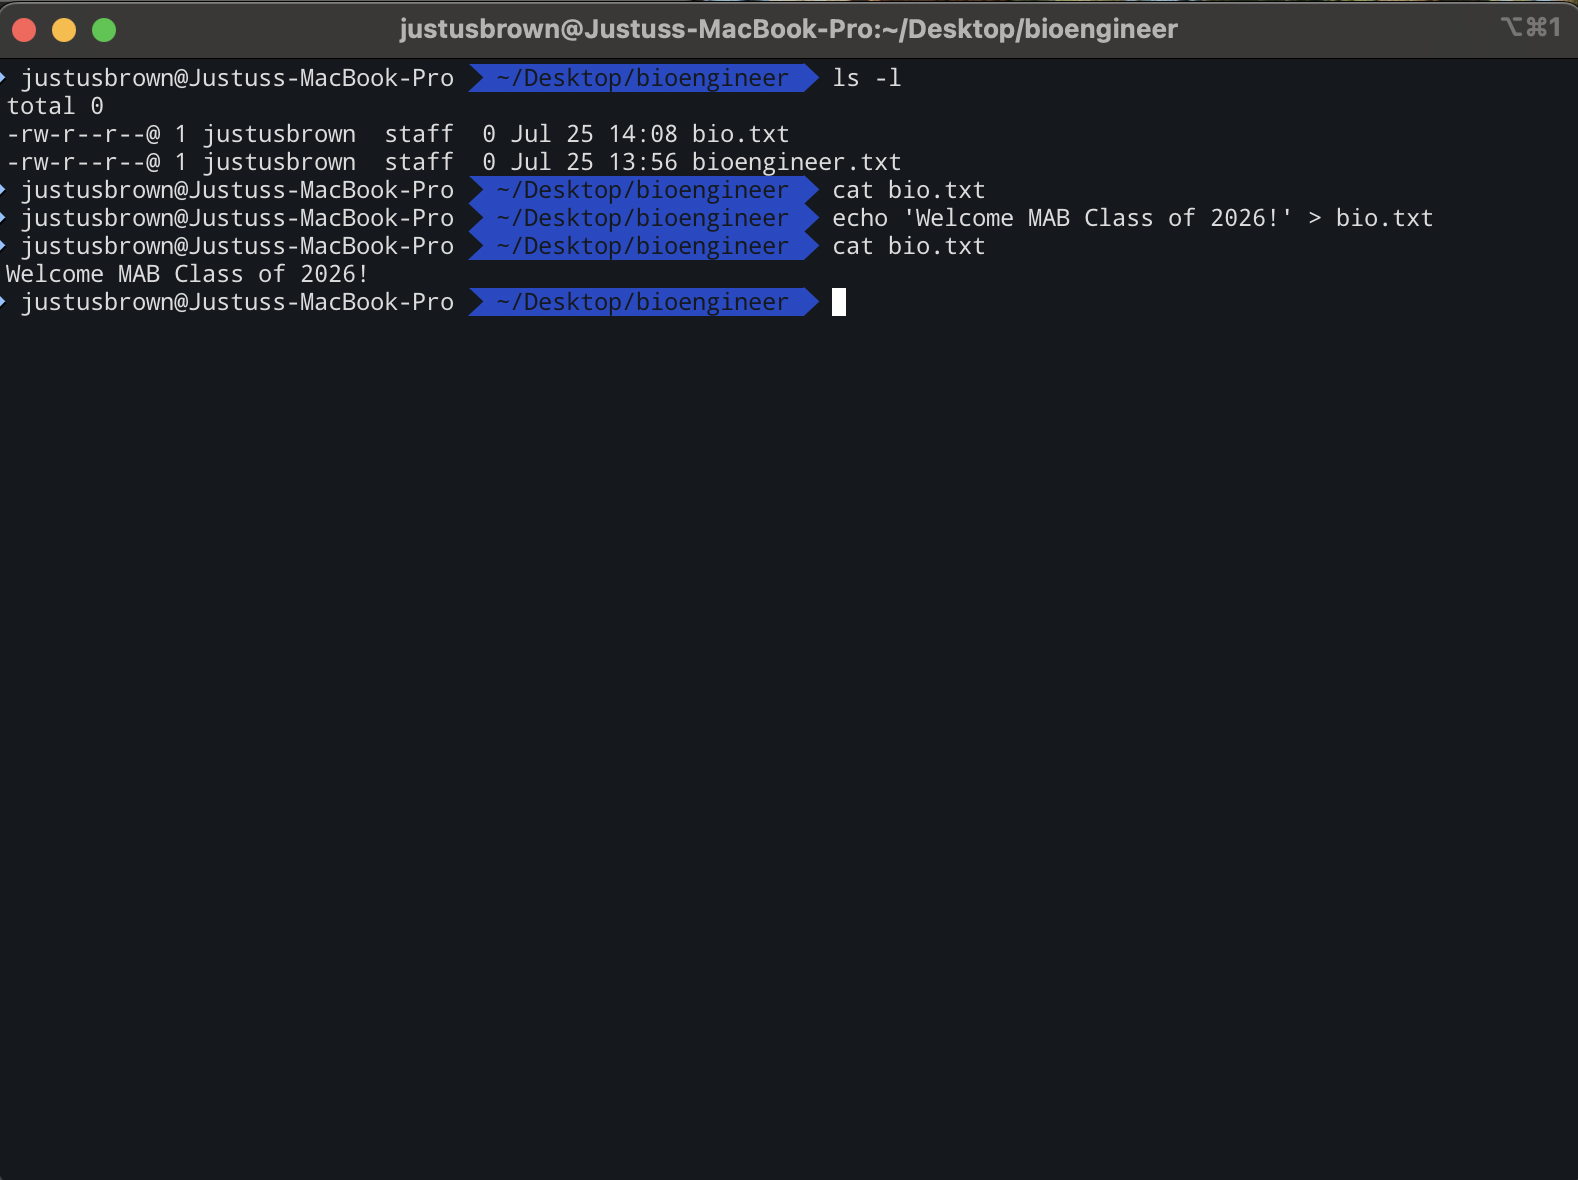 justusbrown@Justuss-MacBook-Pro:~/Desktop/bioengineer
⌥⌘1
justusbrown@Justuss-MacBook-Pro ~/Desktop/bioengineer ls -l
total 0
-rw-r--r--@ 1 justusbrown  staff  0 Jul 25 14:08 bio.txt
-rw-r--r--@ 1 justusbrown  staff  0 Jul 25 13:56 bioengineer.txt
justusbrown@Justuss-MacBook-Pro ~/Desktop/bioengineer cat bio.txt
justusbrown@Justuss-MacBook-Pro ~/Desktop/bioengineer echo 'Welcome MAB Class of 2026!' > bio.txt
justusbrown@Justuss-MacBook-Pro ~/Desktop/bioengineer cat bio.txt
Welcome MAB Class of 2026!
justusbrown@Justuss-MacBook-Pro ~/Desktop/bioengineer